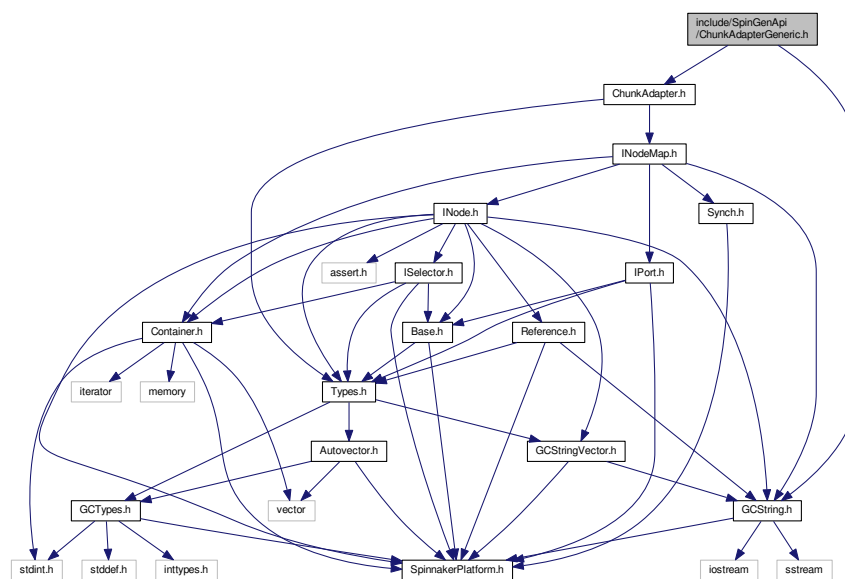 include/SpinGenApi
/ChunkAdapterGeneric.h
ChunkAdapter.h
INodeMap.h
INode.h
Synch.h
assert.h
ISelector.h
IPort.h
Container.h
Base.h
Reference.h
iterator
memory
Types.h
Autovector.h
GCStringVector.h
GCTypes.h
vector
GCString.h
stdint.h
stddef.h
inttypes.h
SpinnakerPlatform.h
iostream
sstream